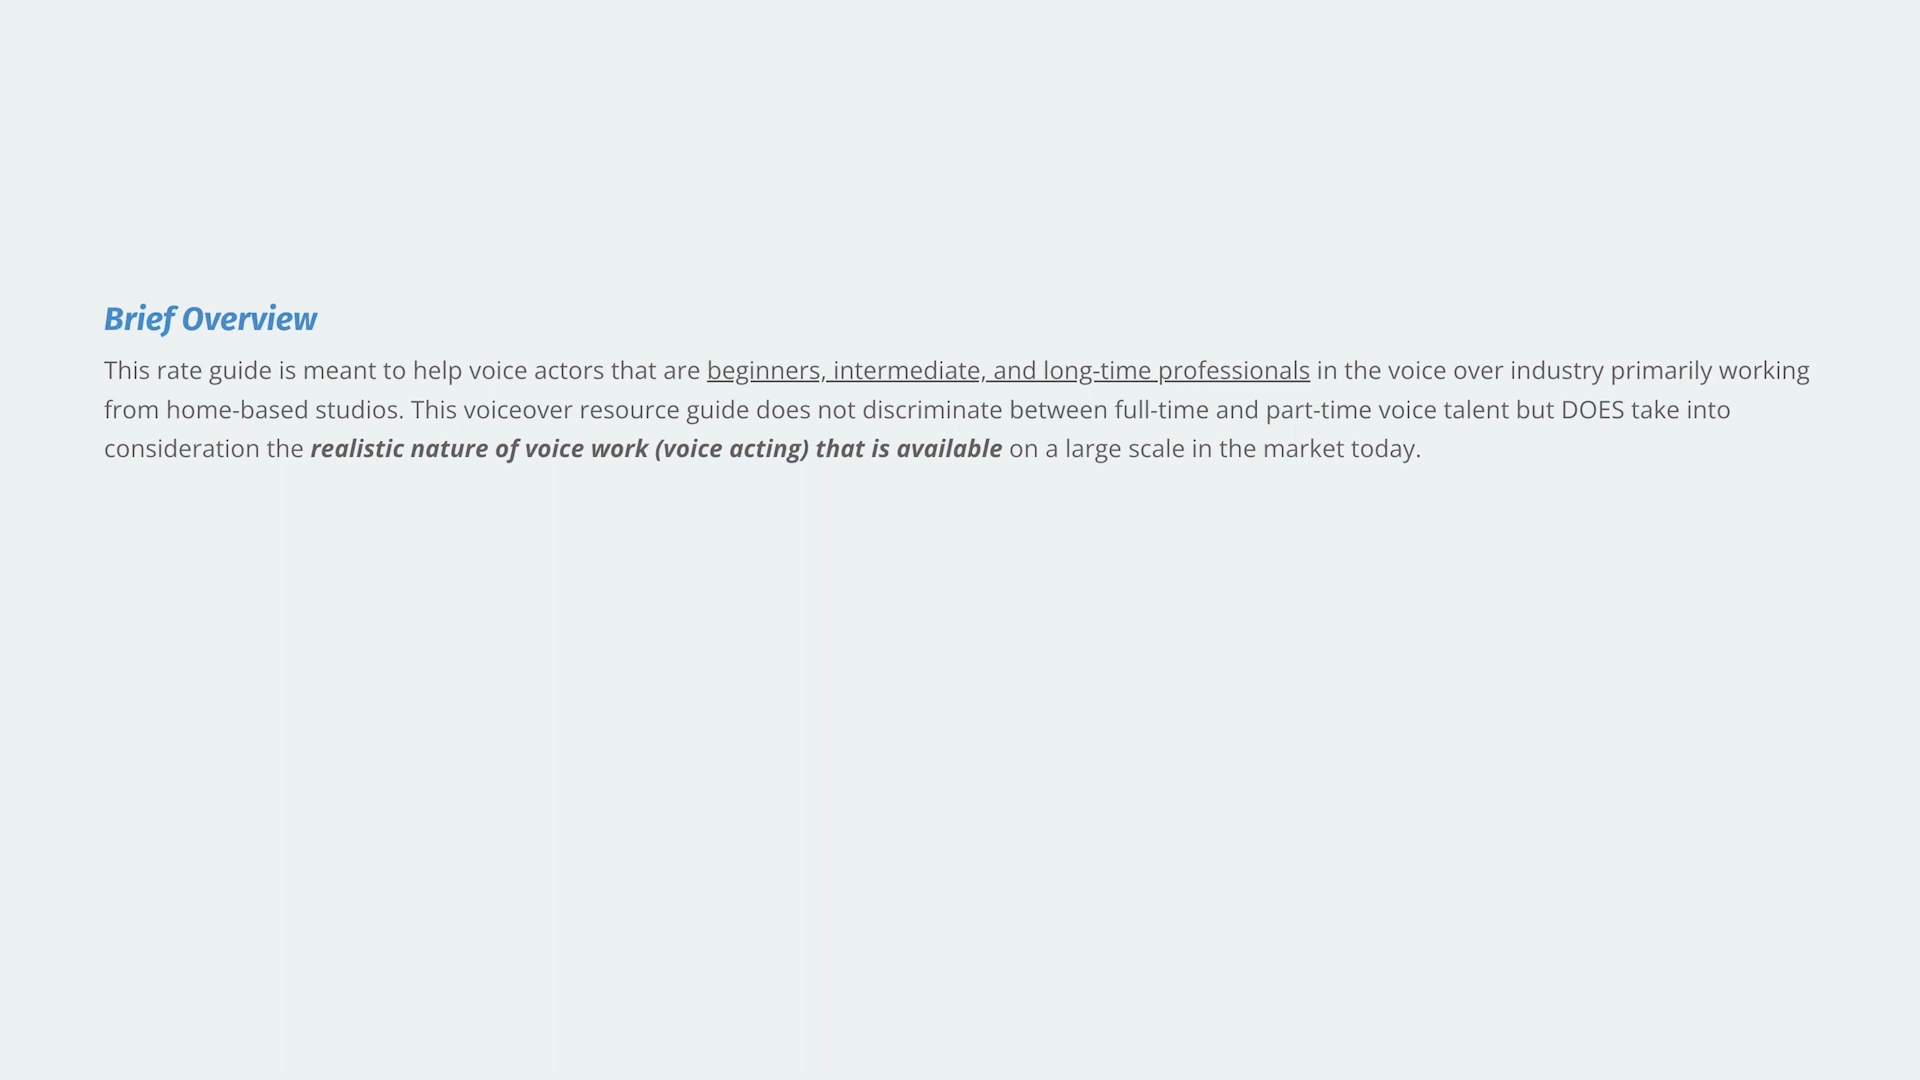 Brief Overview
This rate guide is meant to help voice actors that are beginners, intermediate, and long-time professionals in the voice over industry primarily working
from home-based studios. This voiceover resource guide does not discriminate between full-time and part-time voice talent but DOES take into
consideration the realistic nature of voice work (voice acting) that is available on a large scale in the market today.